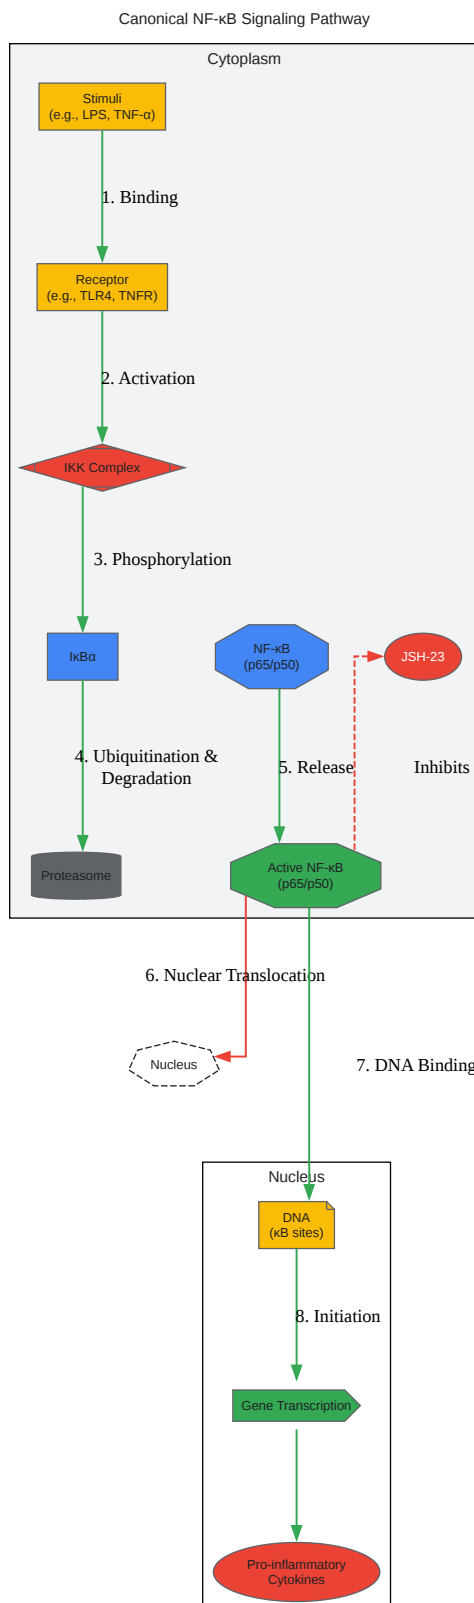 Canonical NF-κB Signaling Pathway
Cytoplasm
Stimuli
(e.g., LPS, TNF-α)
1. Binding
Receptor
(e.g., TLR4, TNFR)
2. Activation
IKK Complex
3. Phosphorylation
IκBα
NF-κB
(p65/p50)
JSH-23
4. Ubiquitination &
Degradation
5. Release
Inhibits
Proteasome
Active NF-κB
(p65/p50)
6. Nuclear Translocation
Nucleus
7. DNA Binding
Nucleus
DNA
(κB sites)
8. Initiation
Gene Transcription
Pro-inflammatory
Cytokines